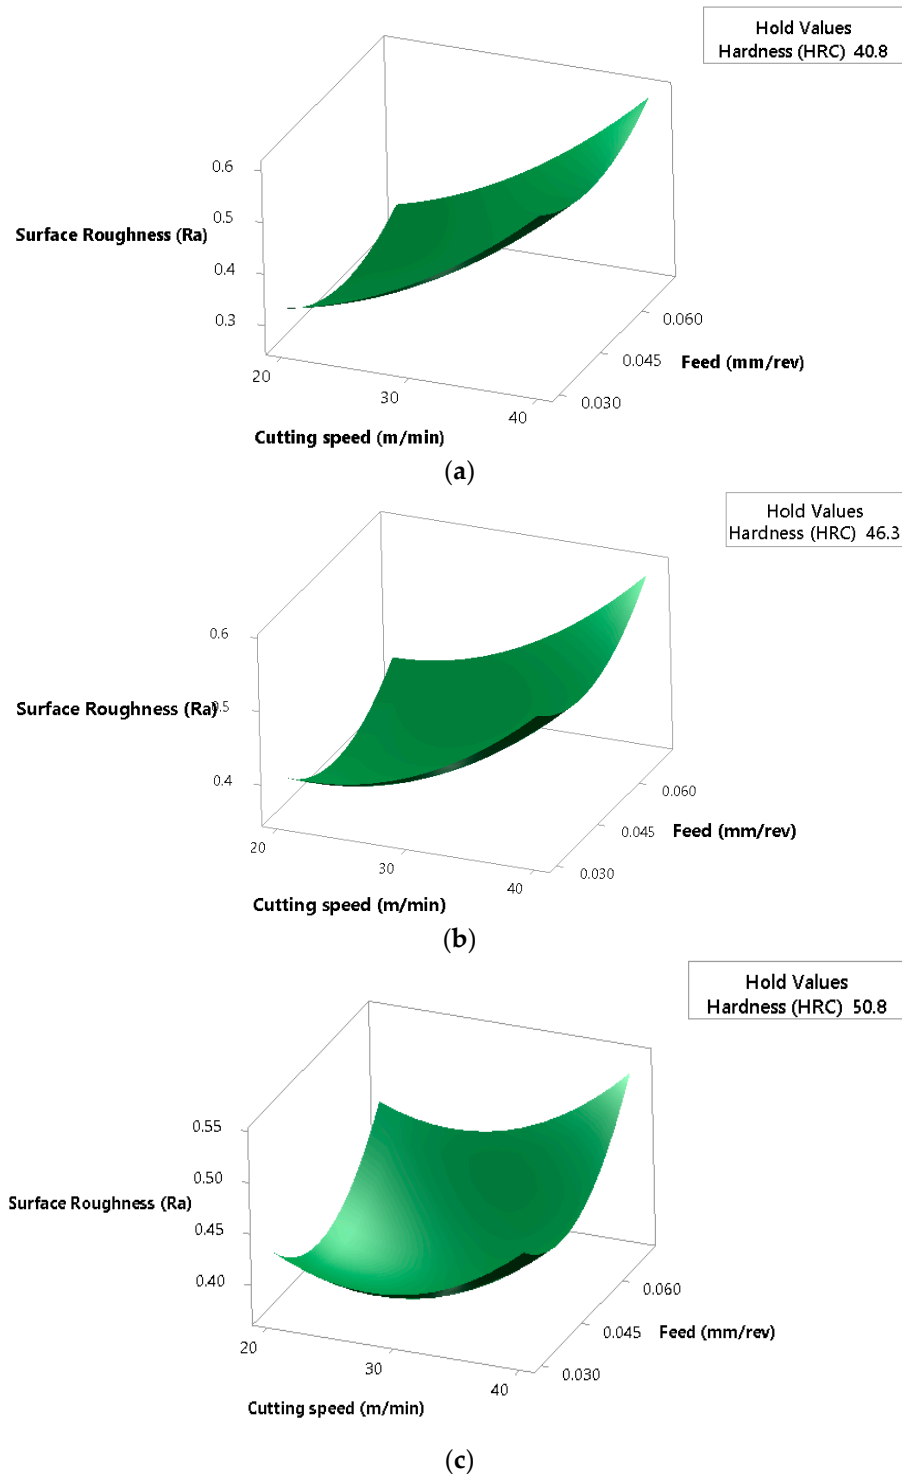 Hold Values
Hardness (HRC) 40.8
0.6
0.5
0.4
0.3
Surface Roughness (Ra)
20
30
40
Cutting speed (m/min)
0.060
0.045
0.030
Feed (mm/rev)
(a)
Hold Values
Hardness (HRC) 46.3
0.6
0.5
0.4
Surface Roughness (Ra)
20
30
40
Cutting speed (m/min)
0.060
0.045
0.030
Feed (mm/rev)
(b)
Hold Values
Hardness (HRC) 50.8
0.55
0.50
0.45
0.40
Surface Roughness (Ra)
20
30
40
Cutting speed (m/min)
0.060
0.045
0.030
Feed (mm/rev)
(c)